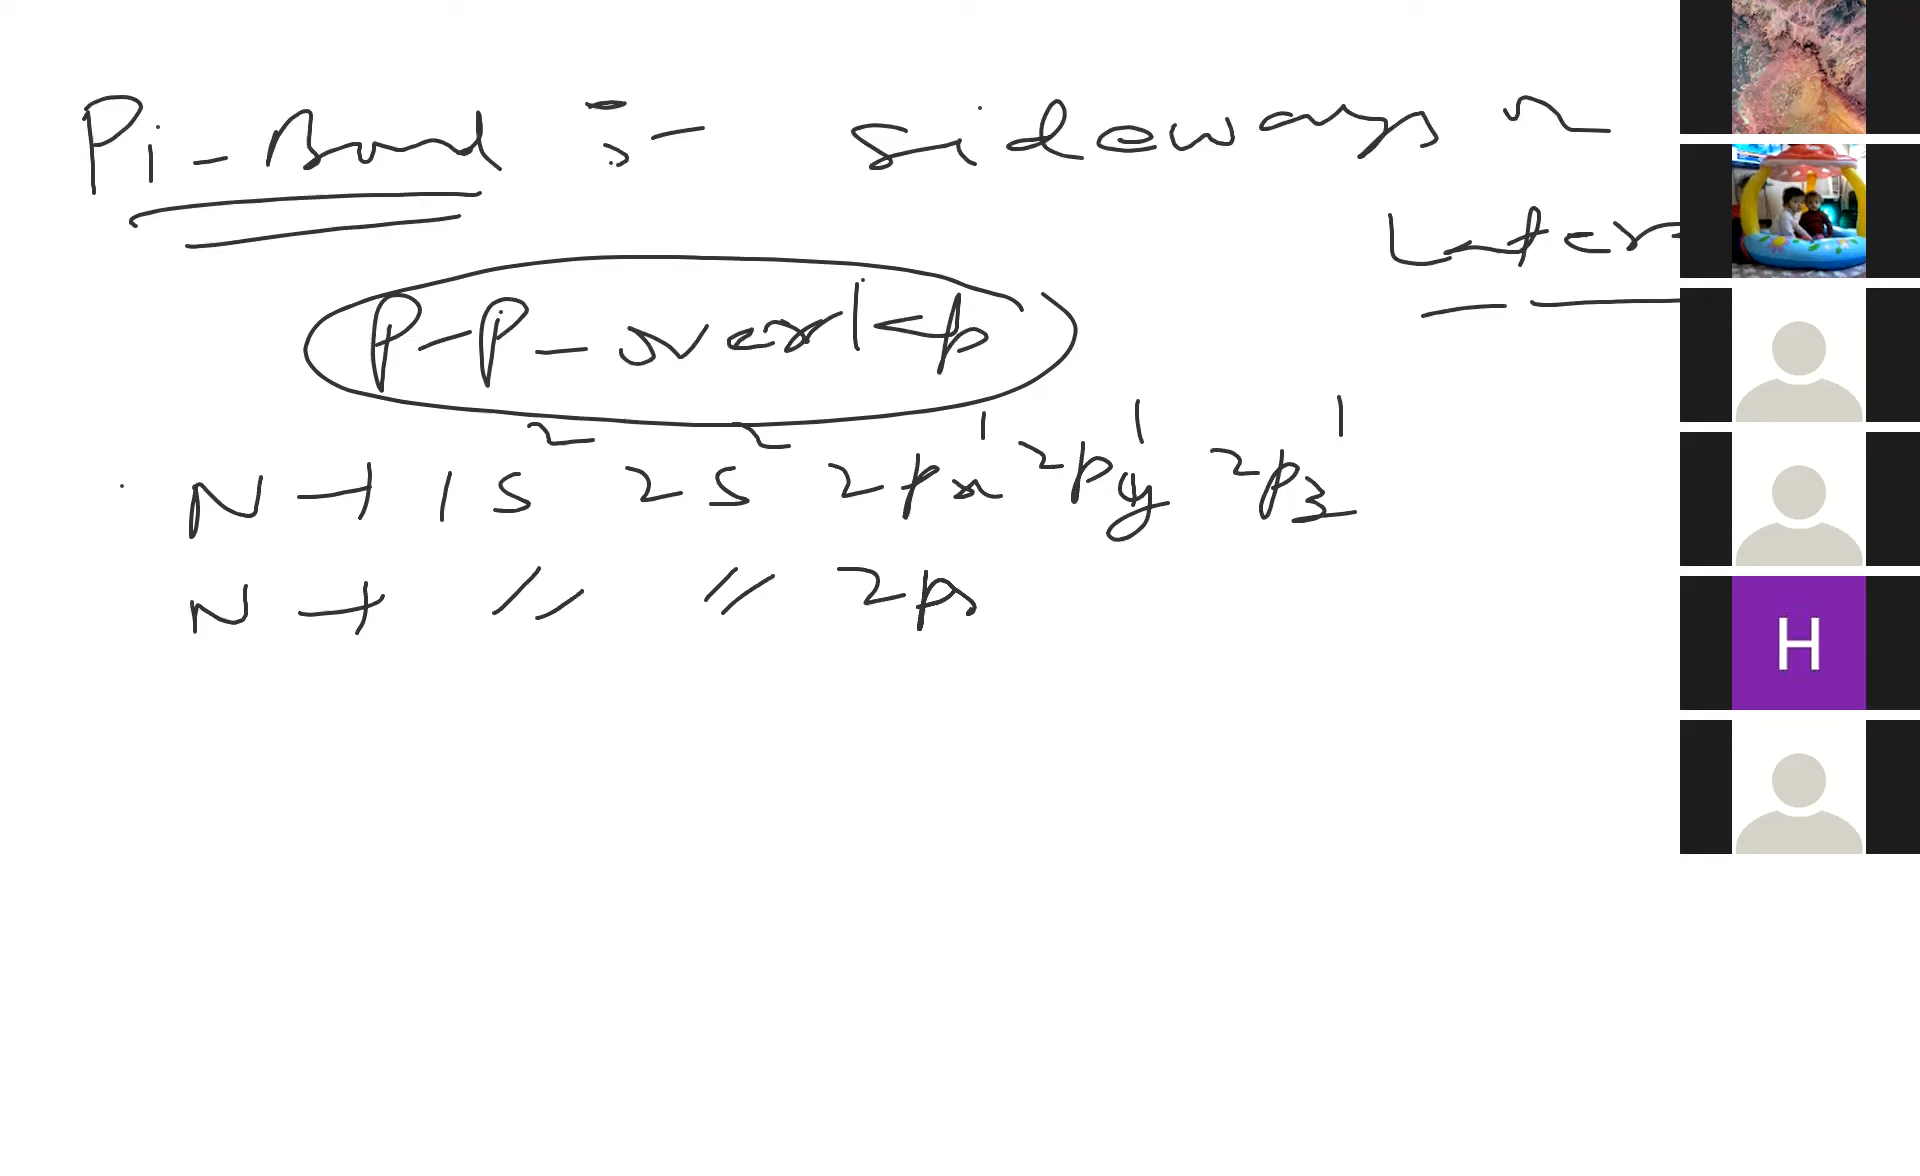 Pi-Bond :- sideways or
Later
P-P-overlap
N → 1s² 2s² 2px¹ 2py¹ 2pz¹
N → " " 2p
H